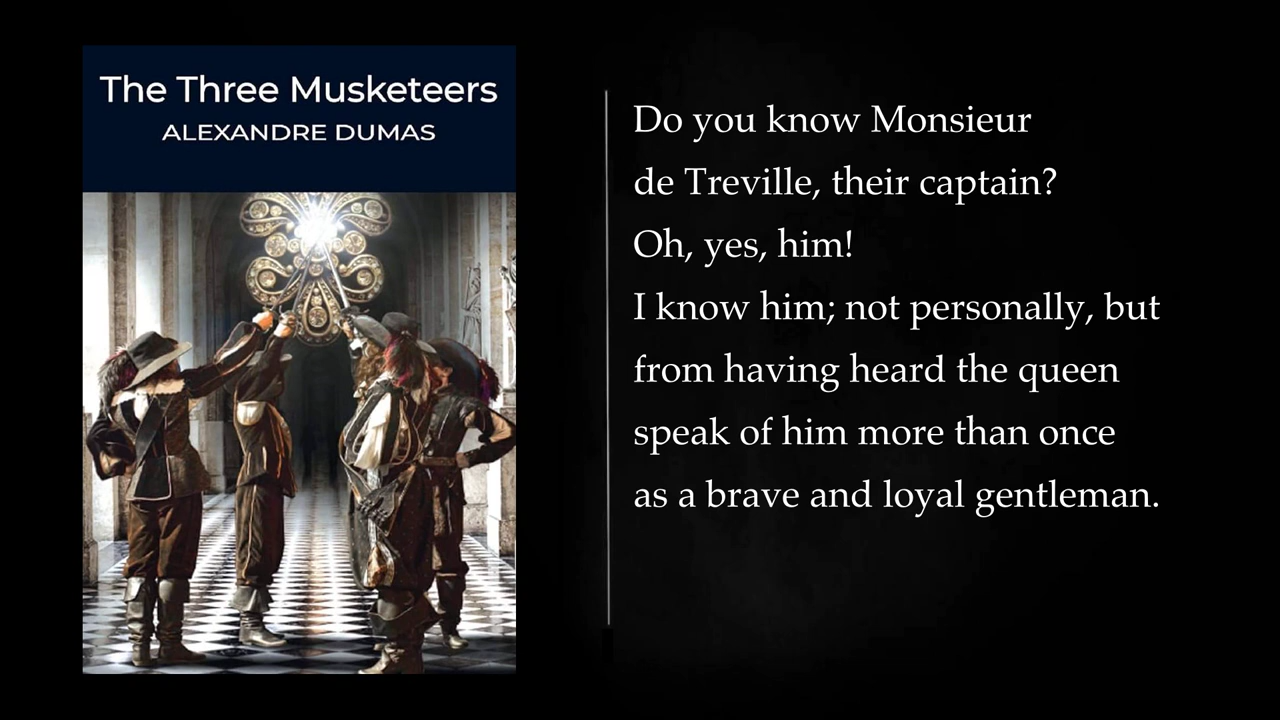 The Three Musketeers
ALEXANDRE DUMAS
Do you know Monsieur
de Treville, their captain?
Oh, yes, him!
I know him; not personally, but
from having heard the queen
speak of him more than once
as a brave and loyal gentleman.